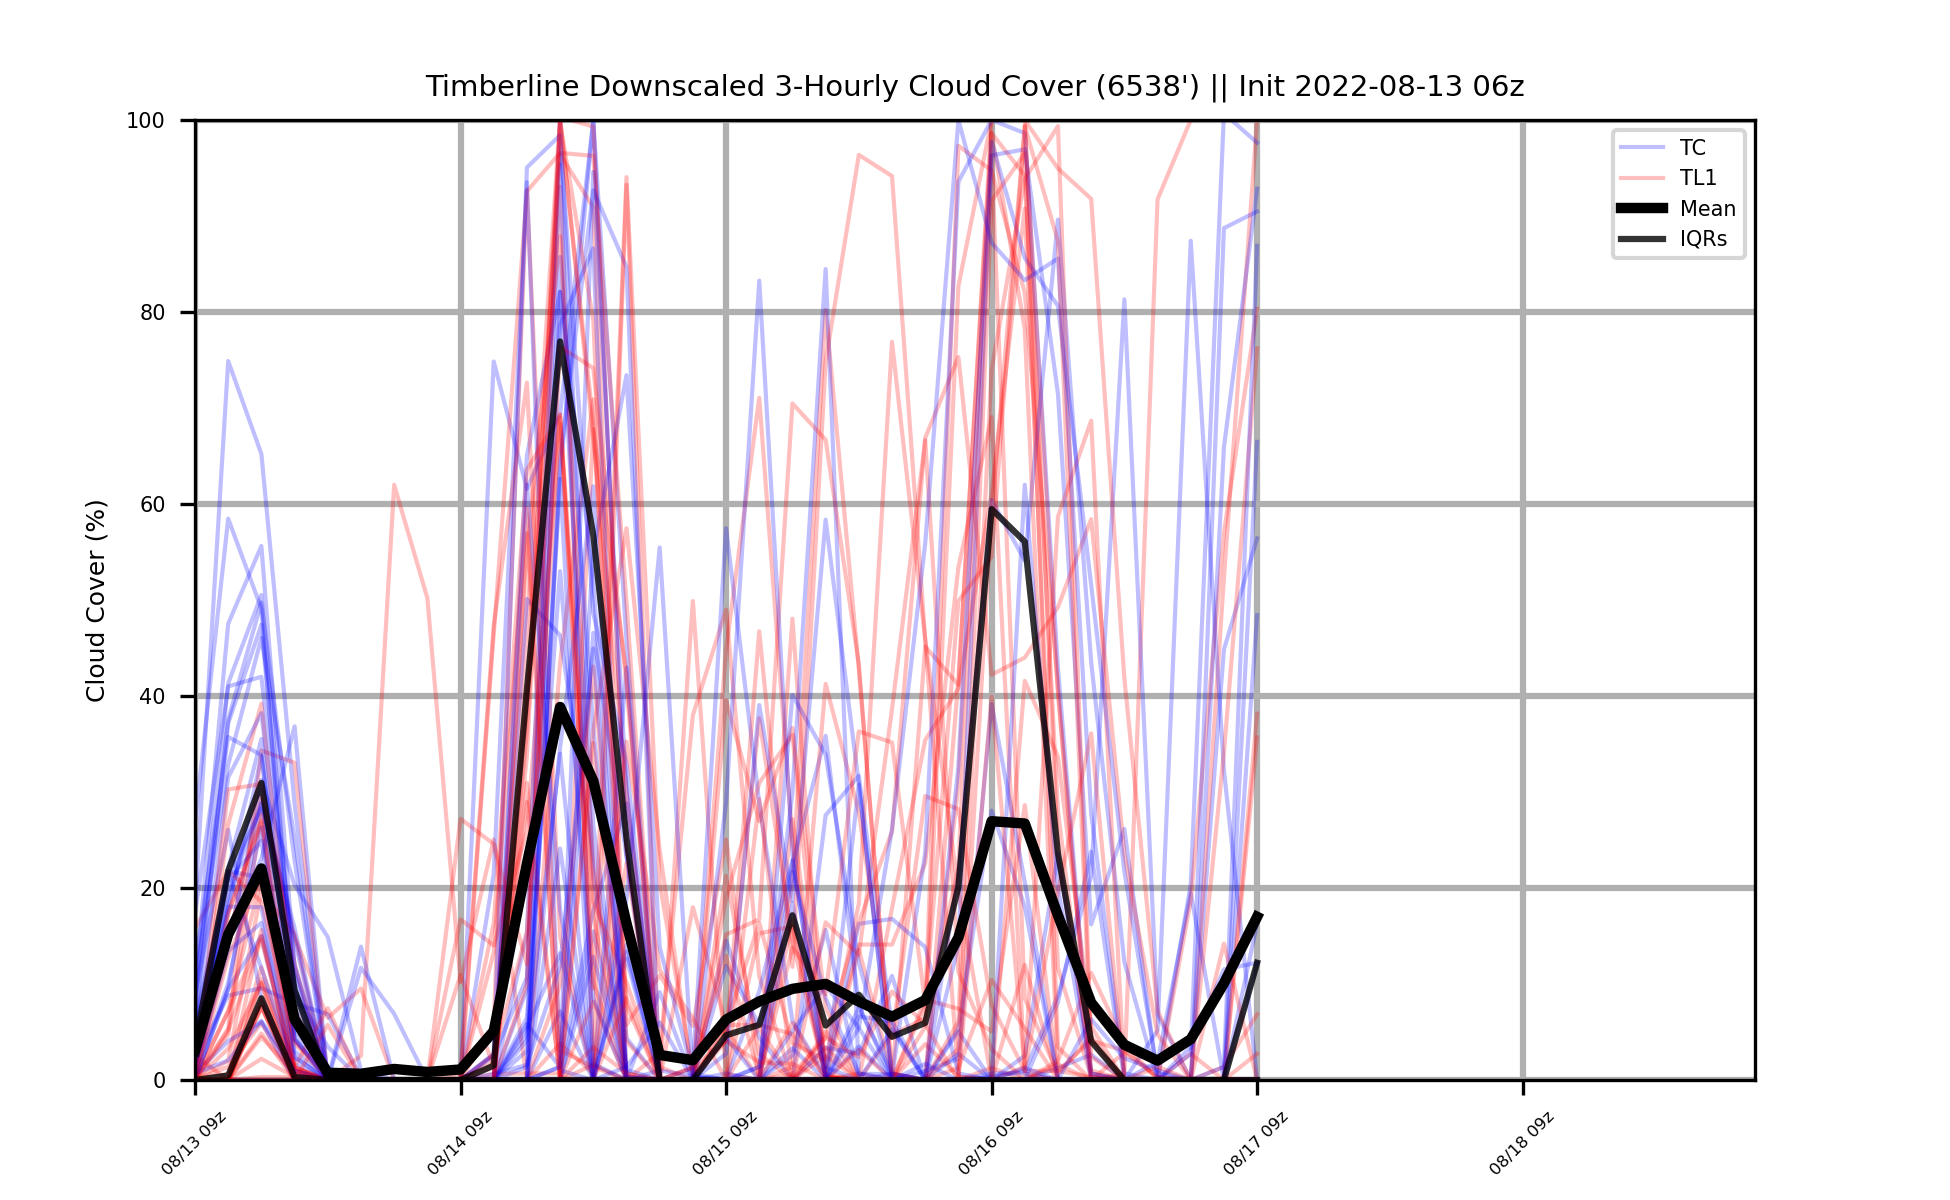 Timberline Downscaled 3-Hourly Cloud Cover (6538') || Init 2022-08-13 06z
100
80
60
40
20
0
Cloud Cover (%)
TC
TL1
Mean
IQRs
08/13 09z
08/14 09z
08/15 09z
08/16 09z
08/17 09z
08/18 09z